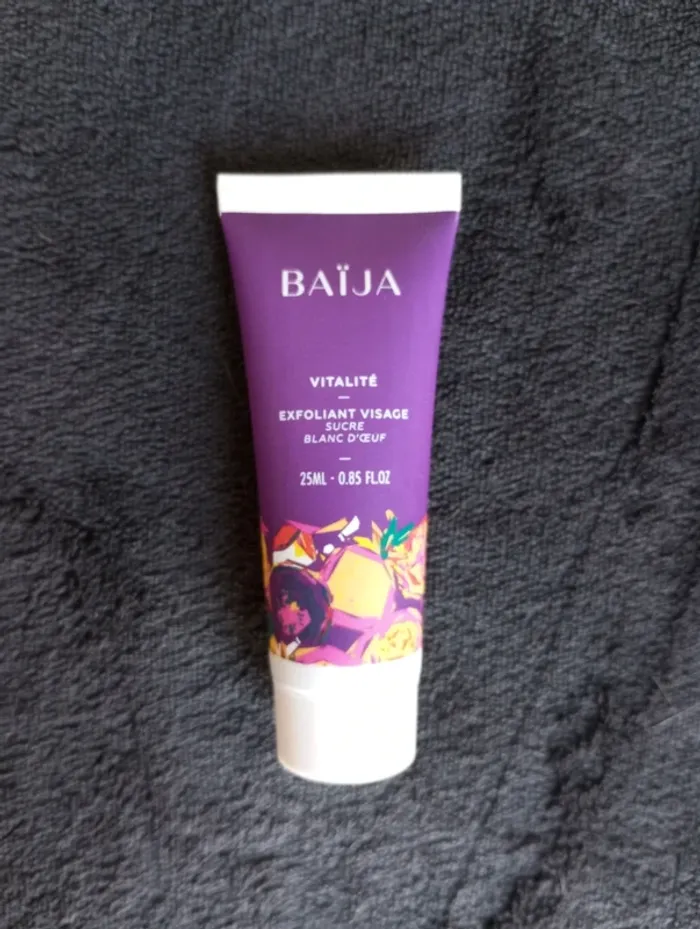 BAÏJA
VITALITÉ
EXFOLIANT VISAGE
SUCRE
BLANC D'ŒUF
25ML - 0.85 FL.OZ